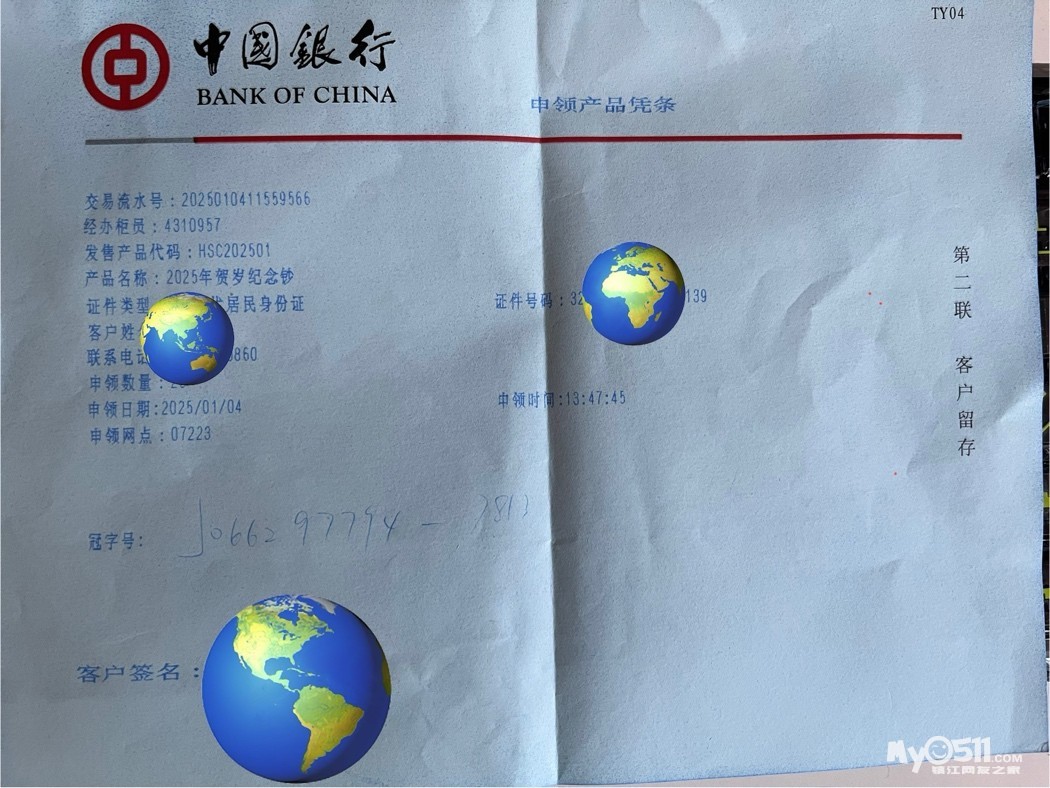 TY04
中國銀行
BANK OF CHINA
申领产品凭条
交易流水号：2025010411559566
经办柜员：4310957
发售产品代码：HSC202501
产品名称：2025年贺岁纪念钞
证件类型 居民身份证
证件号码：32 139
客户姓
联系电话 860
申领数量：2
申领日期:2025/01/04
申领时间:13:47:45
申领网点：07223
冠字号: J066297794 - 7813
客户签名：
第二联 客户留存
My0511.COM
镇江网友之家